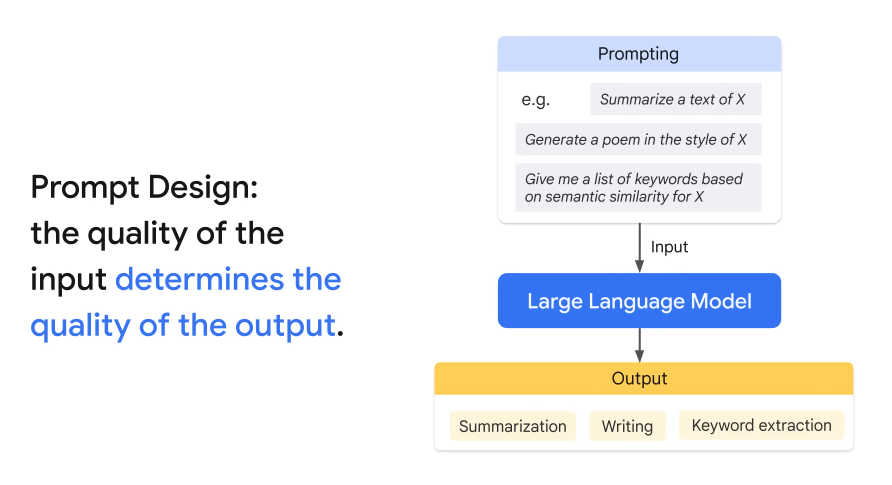 Prompt Design:
the quality of the
input determines the
quality of the output.
Prompting
e.g.
Summarize a text of X
Generate a poem in the style of X
Give me a list of keywords based
on semantic similarity for X
Input
Large Language Model
Output
Summarization
Writing
Keyword extraction